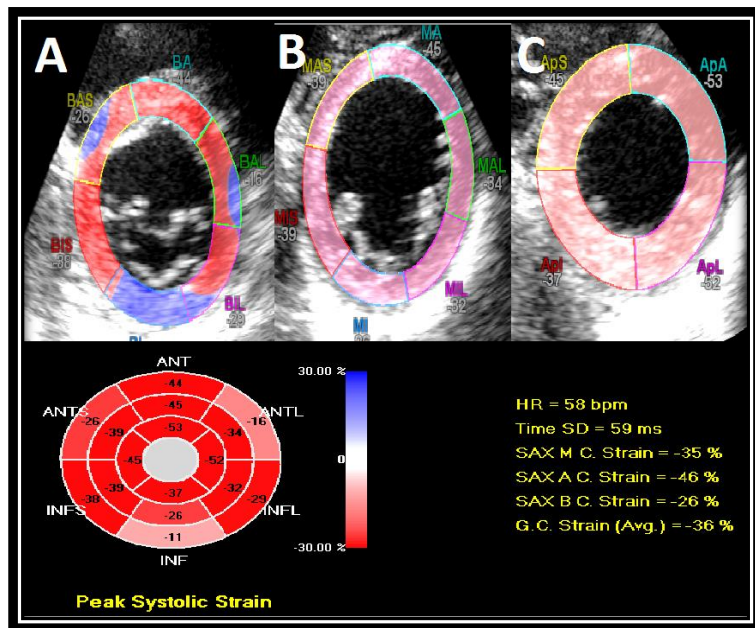 A
B
C
BA
-44
BAS
-26
BAL
-16
BIS
-38
BIL
-29
MA
-45
MAS
-39
MAL
-34
MIS
-39
MIL
-32
MI
ApS
-45
ApA
-53
ApI
-37
ApL
-52
ANT
ANTS
ANTL
INFS
INFL
INF
-44
-26
-45
-16
-39
-53
-34
-45
-52
-38
-39
-37
-32
-29
-26
-11
30.00 %
0
-30.00 %
HR = 58 bpm
Time SD = 59 ms
SAX M C. Strain = -35 %
SAX A C. Strain = -46 %
SAX B C. Strain = -26 %
G.C. Strain (Avg.) = -36 %
Peak Systolic Strain